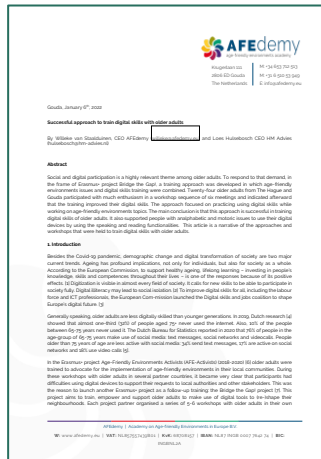 AFEdemy
age-friendly environments academy
2806 ED Gouda
The Netherlands
Gouda, January 6th, 2022
Successful approach to train digital skills with older adults
By Willeke van Staalduinen, CEO AFEdemy and Loes Hulsebosch CEO HM Advies
Abstract
Social and digital participation is a highly relevant theme among older adults. To respond to that demand, in
the frame of Erasmus+ project Bridge the Gap!, a training approach was developed in which age-friendly
environments issues and digital skills training were combined. Twenty-four older adults from The Hague and
Gouda participated with much enthusiasm in a workshop sequence of six meetings and indicated afterward
that the training improved their digital skills. The approach focused on practicing using digital skills while
working on age-friendly environments topics. The main conclusion is that this approach is successful in training
digital skills of older adults. It also supported people with analphabetic and motoric issues to use their digital
devices by using the speaking and reading functionalities. This article is a narrative of the approaches and
workshops that were held to train digital skills with older adults.
1. Introduction
Besides the Covid-19 pandemic, demographic change and digital transformation of society are two major
current trends. Ageing has profound implications, not only for individuals, but also for society as a whole.
According to the European Commission, to support healthy ageing, lifelong learning – investing in people's
knowledge, skills and competences throughout their lives – is one of the responses because of its positive
effects. [1] Digitalization is visible in almost every field of society. It calls for new skills to be able to participate in
society fully. Digital illiteracy may lead to social isolation. [2] To improve digital skills for all, including the labour
force and ICT professionals, the European Commission launched the Digital skills and jobs coalition to shape
Europe's digital future. [3]
Generally speaking, older adults are less digitally skilled than younger generations. In 2019, Dutch research [4]
showed that almost one-third (32%) of people aged 75+ never used the internet. Also, 10% of the people
between 65-75 years never used it. The Dutch Bureau for Statistics reported in 2020 that 76% of people in the
age-group of 65-75 years make use of social media: text messages, social networks and videocalls. People
older than 75 years of age are less active with social media: 34% send text messages, 17% are active on social
networks and 18% use video calls [5].
In the Erasmus+ project Age-Friendly Environments Activists (AFE-Activists) (2018-2020) [6] older adults were
trained to advocate for the implementation of age-friendly environments in their local communities. During
these workshops with older adults in several partner countries, it became very clear that participants had
difficulties using digital devices to support their requests to local authorities and other stakeholders. This was
the reason to launch another Erasmus+ project as a follow-up training: the Bridge the Gap! project [7]. This
project aims to train, empower and support older adults to make use of digital tools to (re-)shape their
neighbourhoods. Each project partner organised a series of 5-6 workshops with older adults in their own
AFEdemy | Academy on Age-Friendly Environments in Europe B.V.